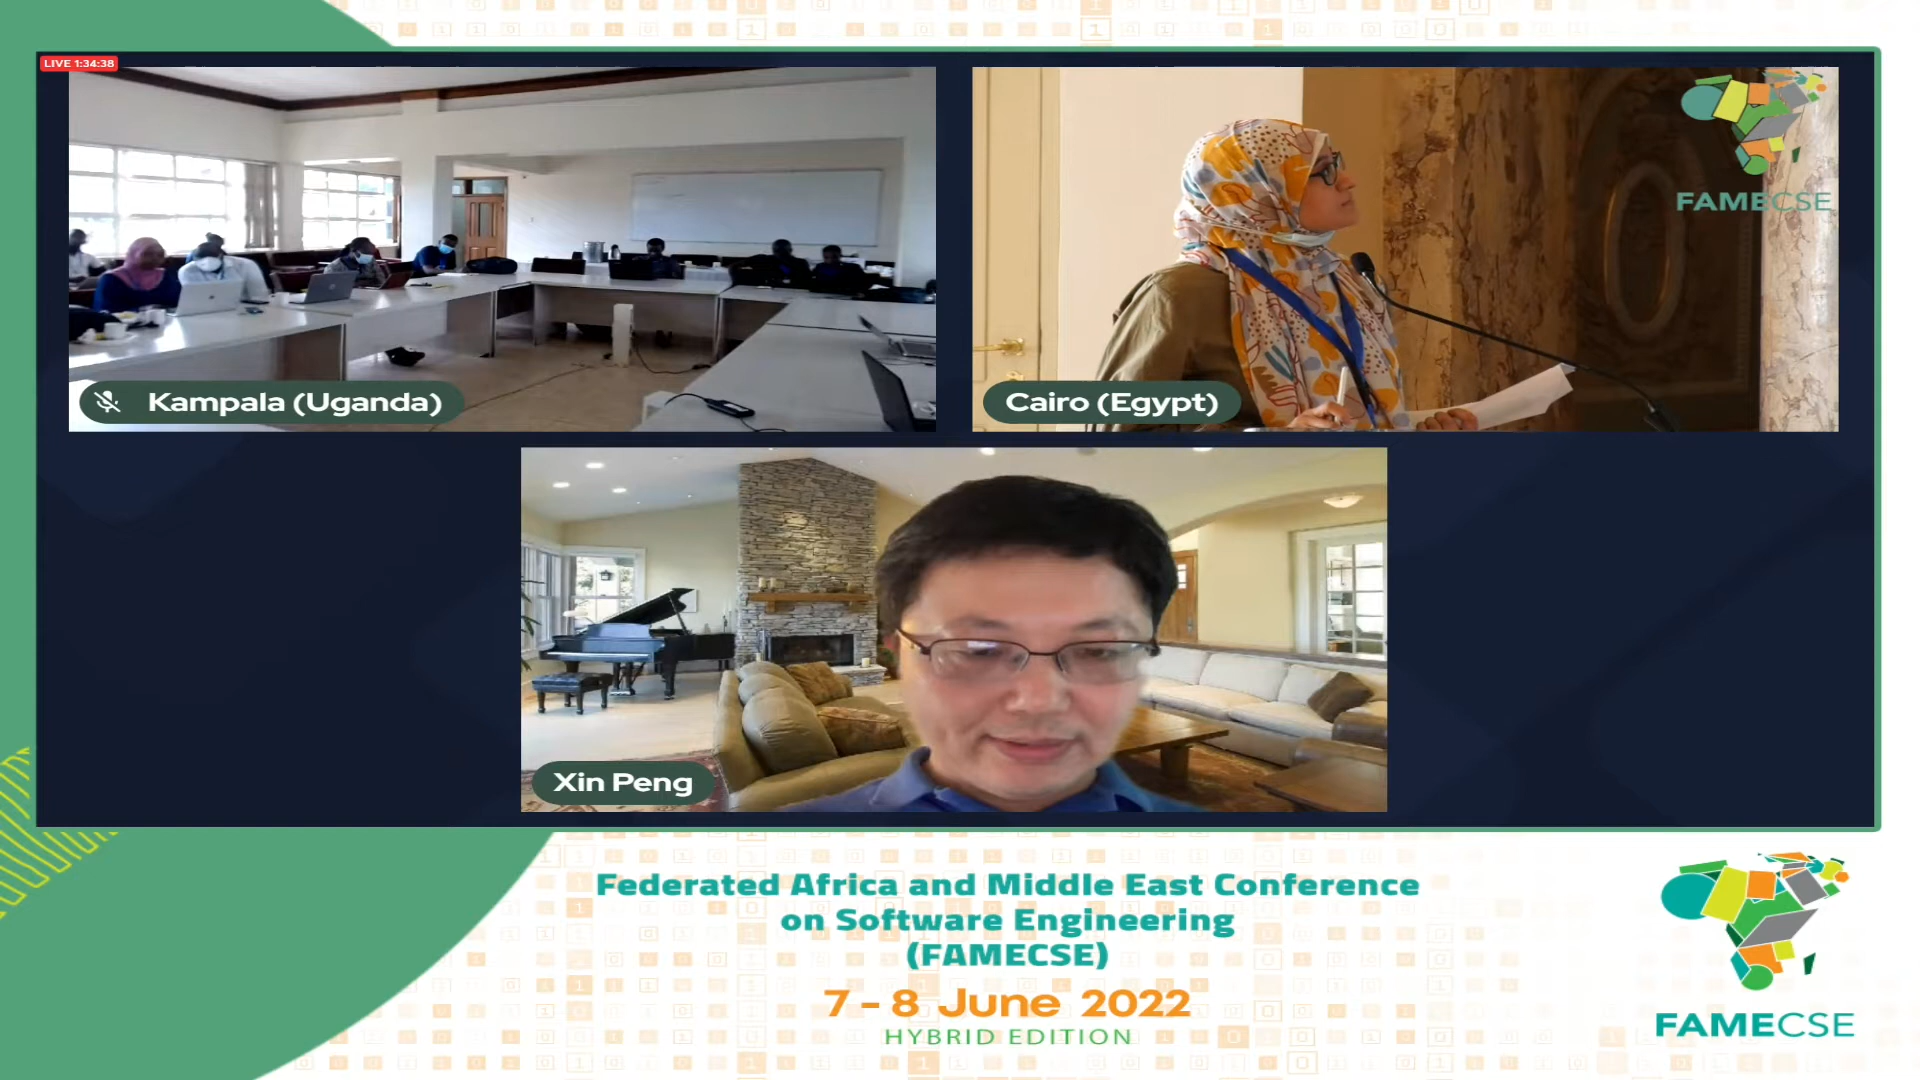 LIVE 1:34:38
FAMECSE
Kampala (Uganda)
Cairo (Egypt)
Xin Peng
Federated Africa and Middle East Conference
on Software Engineering
(FAMECSE)
7 - 8 June 2022
HYBRID EDITION
FAMECSE